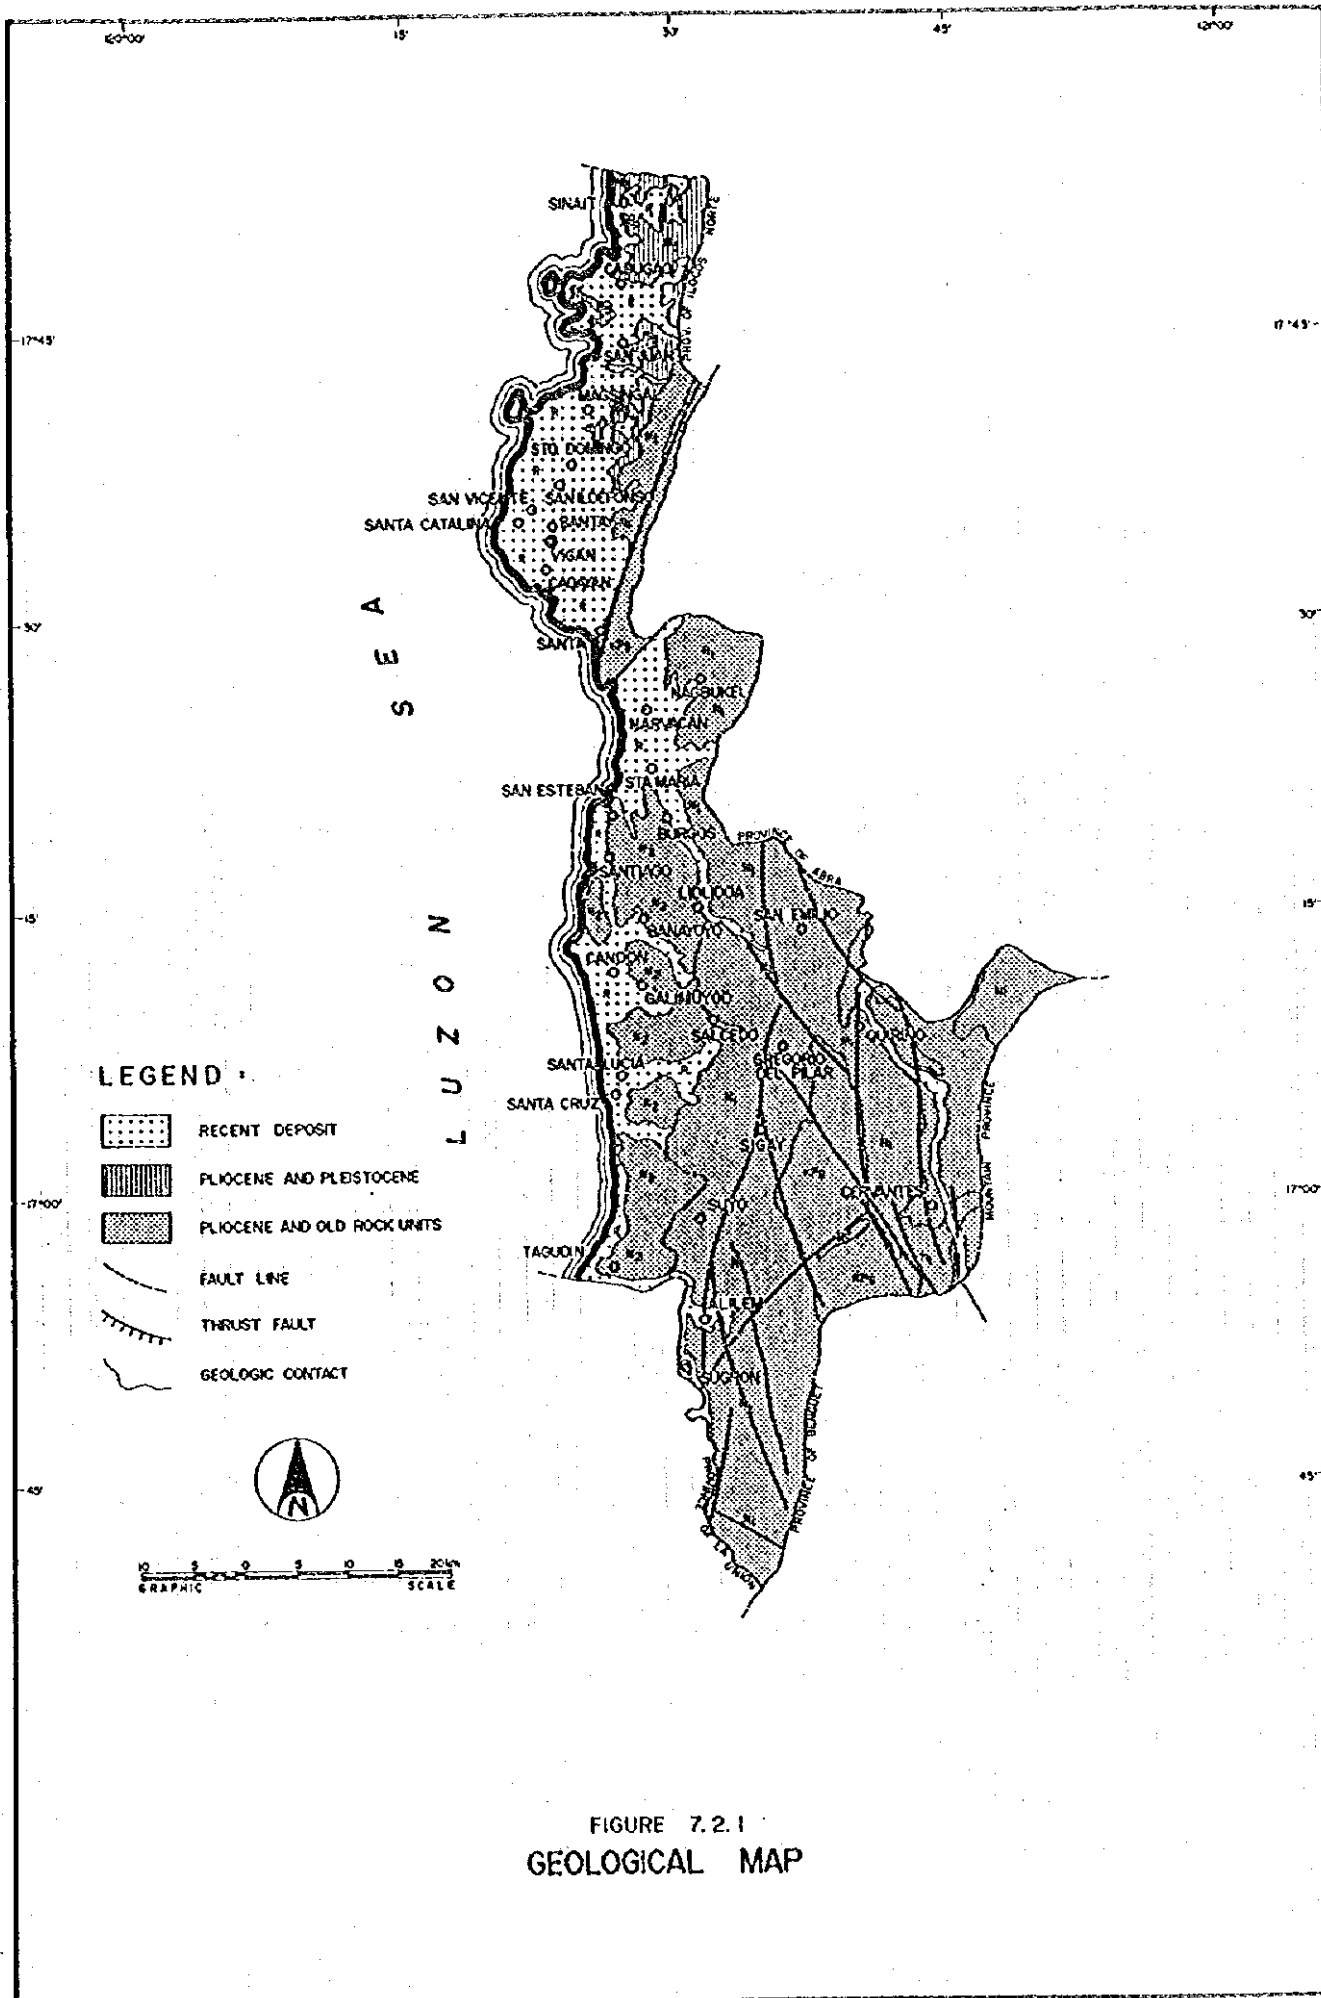 120°00'
15'
30'
45'
121°00'
SINAIT
CABUGAO
PROV. OF ILOCOS NORTE
17°45'
17°45'
SAN JUAN
MAGSINGAL
STO. DOMINGO
SAN VICENTE
SAN ILDEFONSO
SANTA CATALINA
BANTAY
VIGAN
CAOAYAN
30'
30'
SANTA
NAGBUKEL
NARVACAN
STA MARIA
SAN ESTEBAN
BURGOS
PROVINCE OF ABRA
SANTIAGO
LIDLIDDA
15'
15'
SAN EMILIO
BANAYOYO
CANDON
GALIMUYOD
SALCEDO
QUIRINO
GREGORIO
DEL PILAR
SANTA LUCIA
SANTA CRUZ
SIGAY
MOUNTAIN PROVINCE
CERVANTES
17°00'
17°00'
SUYO
TAGUDIN
ALILEM
SUGPON
PROVINCE OF BENGUET
PROVINCE OF LA UNION
45'
45'
LUZON SEA
LEGEND :
RECENT DEPOSIT
PLIOCENE AND PLEISTOCENE
PLIOCENE AND OLD ROCK UNITS
FAULT LINE
THRUST FAULT
GEOLOGIC CONTACT
N
10 5 0 5 10 15 20 km
GRAPHIC SCALE
FIGURE 7.2.1
GEOLOGICAL MAP